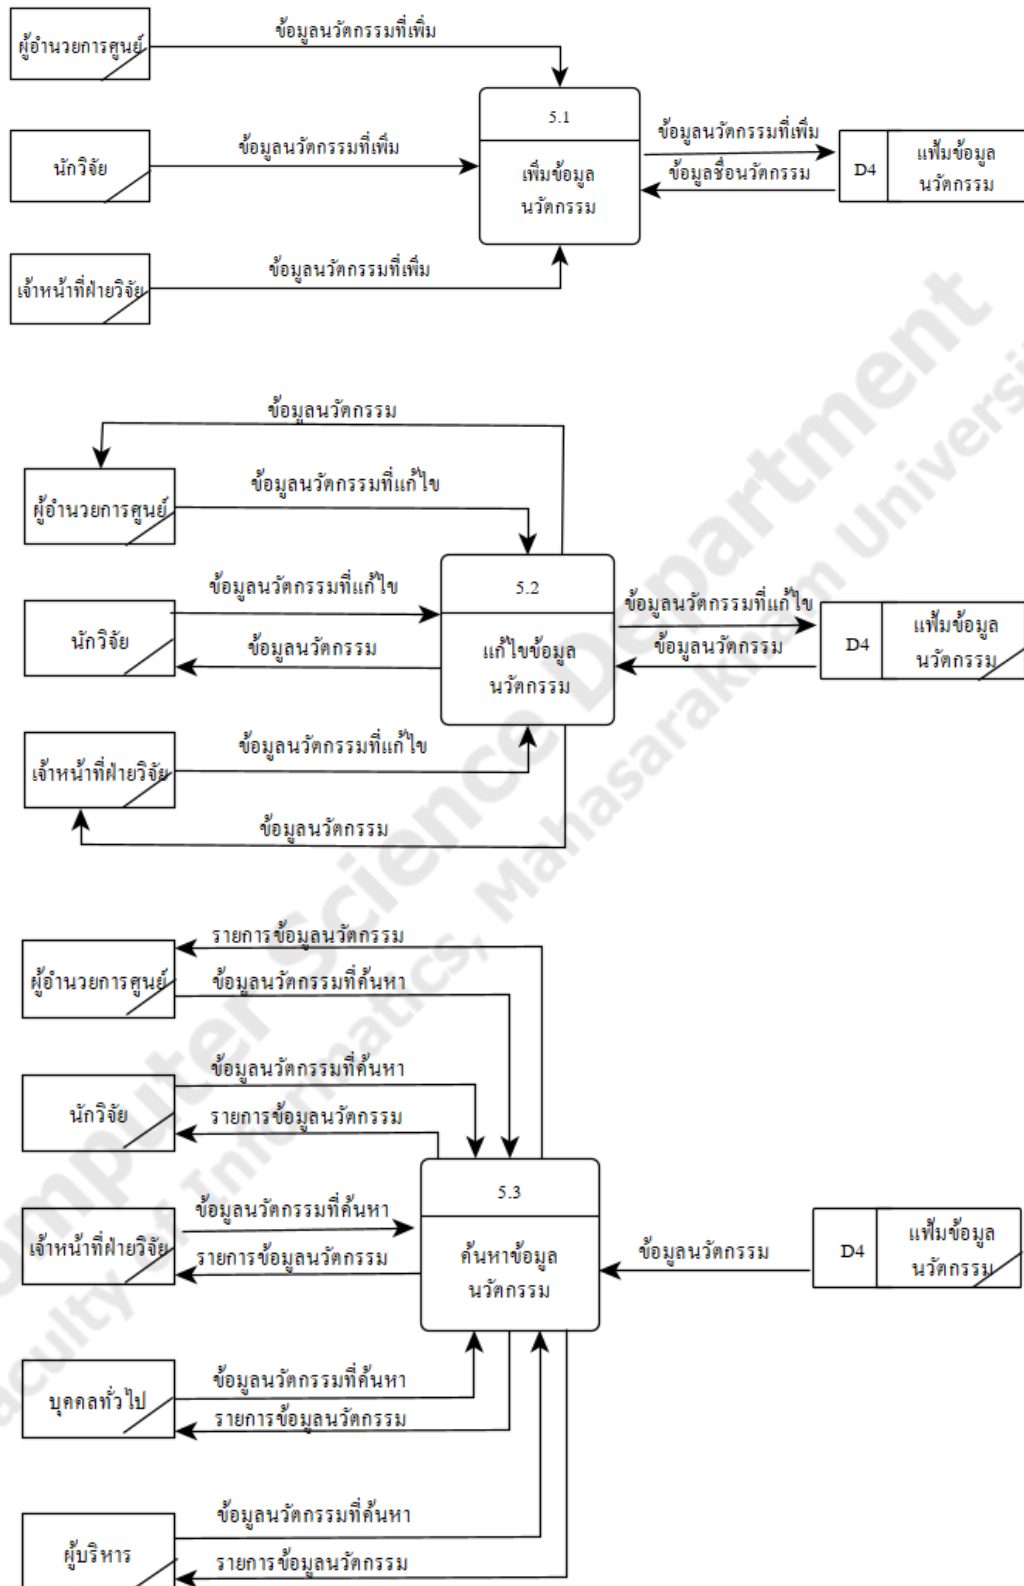 ข้อมูลนวัตกรรมที่เพิ่ม
ผู้อำนวยการศูนย์
5.1
ข้อมูลนวัตกรรมที่เพิ่ม
ข้อมูลนวัตกรรมที่เพิ่ม
นักวิจัย
เพิ่มข้อมูล
นวัตกรรม
ข้อมูลชื่อนวัตกรรม
D4
แฟ้มข้อมูล
นวัตกรรม
ข้อมูลนวัตกรรมที่เพิ่ม
เจ้าหน้าที่ฝ่ายวิจัย
ข้อมูลนวัตกรรม
ข้อมูลนวัตกรรมที่แก้ไข
ผู้อำนวยการศูนย์
ข้อมูลนวัตกรรมที่แก้ไข
5.2
ข้อมูลนวัตกรรมที่แก้ไข
นักวิจัย
ข้อมูลนวัตกรรม
แก้ไขข้อมูล
นวัตกรรม
ข้อมูลนวัตกรรม
D4
แฟ้มข้อมูล
นวัตกรรม
ข้อมูลนวัตกรรมที่แก้ไข
เจ้าหน้าที่ฝ่ายวิจัย
ข้อมูลนวัตกรรม
รายการข้อมูลนวัตกรรม
ผู้อำนวยการศูนย์
ข้อมูลนวัตกรรมที่ค้นหา
ข้อมูลนวัตกรรมที่ค้นหา
นักวิจัย
รายการข้อมูลนวัตกรรม
5.3
ข้อมูลนวัตกรรมที่ค้นหา
เจ้าหน้าที่ฝ่ายวิจัย
รายการข้อมูลนวัตกรรม
ค้นหาข้อมูล
นวัตกรรม
ข้อมูลนวัตกรรม
D4
แฟ้มข้อมูล
นวัตกรรม
ข้อมูลนวัตกรรมที่ค้นหา
บุคคลทั่วไป
รายการข้อมูลนวัตกรรม
ข้อมูลนวัตกรรมที่ค้นหา
ผู้บริหาร
รายการข้อมูลนวัตกรรม
Computer Science Department
Faculty of Informatics, Mahasarakham University